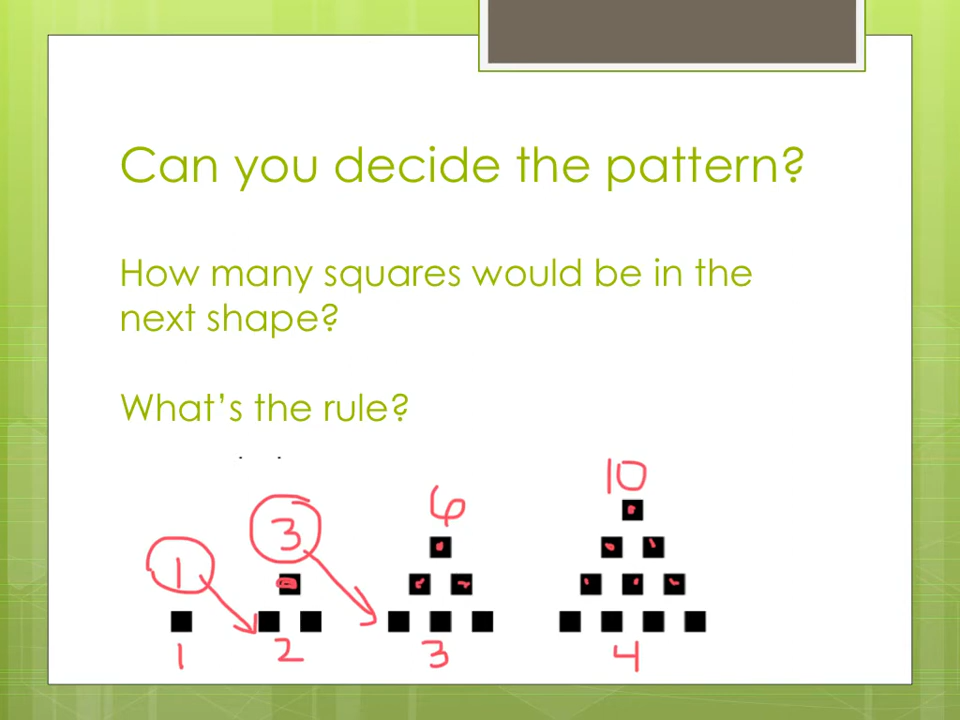 Can you decide the pattern?
How many squares would be in the
next shape?
What's the rule?
1 3 6 10
1 2 3 4